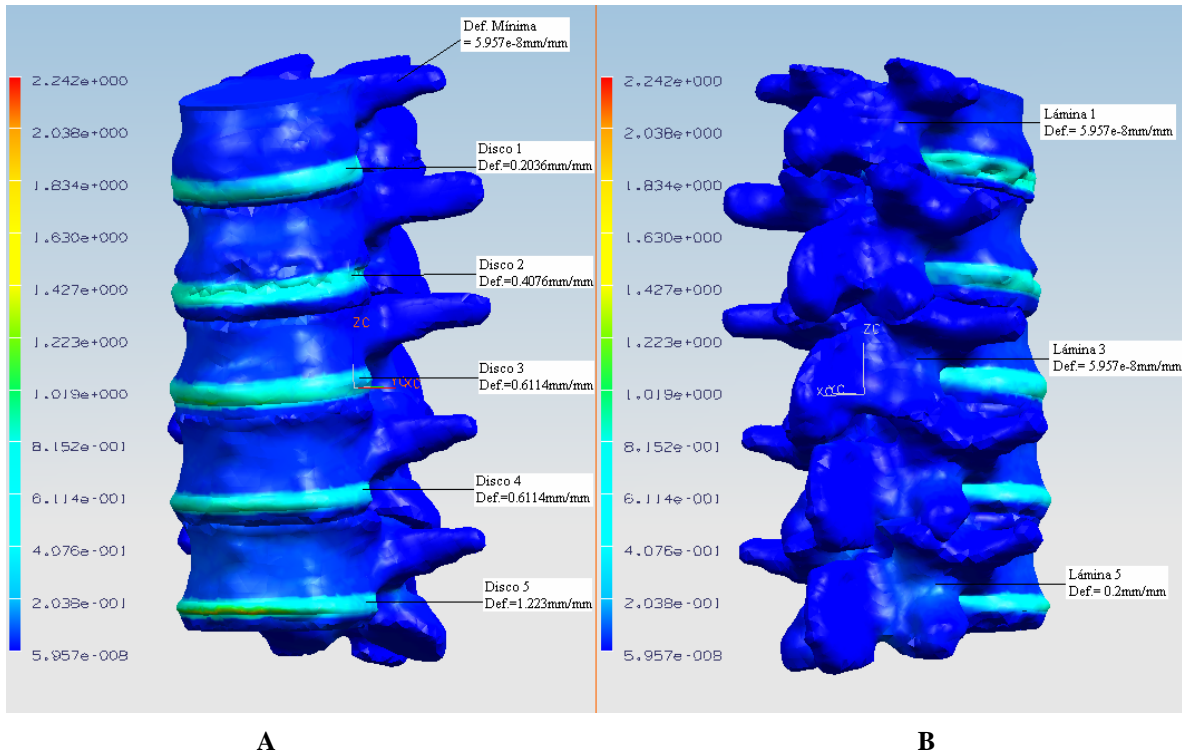 Def. Mínima
= 5.957e-8mm/mm
2.242e+000
2.038e+000
1.834e+000
1.630e+000
1.427e+000
1.223e+000
1.019e+000
8.152e-001
6.114e-001
4.076e-001
2.038e-001
5.957e-008
Disco 1
Def.=0.2036mm/mm
Disco 2
Def.=0.4076mm/mm
ZC
YC XC
Disco 3
Def.=0.6114mm/mm
Disco 4
Def.=0.6114mm/mm
Disco 5
Def.=1.223mm/mm
A
2.242e+000
2.038e+000
1.834e+000
1.630e+000
1.427e+000
1.223e+000
1.019e+000
8.152e-001
6.114e-001
4.076e-001
2.038e-001
5.957e-008
Lámina 1
Def.= 5.957e-8mm/mm
ZC
XC YC
Lámina 3
Def.= 5.957e-8mm/mm
Lámina 5
Def.= 0.2mm/mm
B